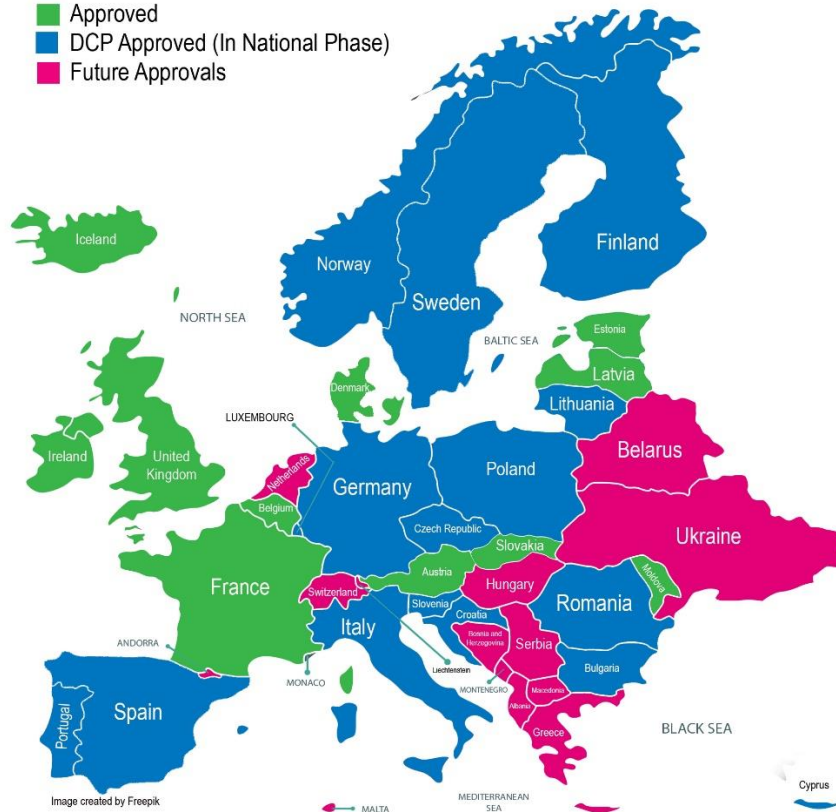 Approved
DCP Approved (In National Phase)
Future Approvals
Iceland
Norway
Finland
Sweden
NORTH SEA
BALTIC SEA
Estonia
Latvia
Denmark
Lithuania
LUXEMBOURG
Ireland
United
Kingdom
Netherlands
Belarus
Poland
Germany
Belgium
Czech Republic
Ukraine
Slovakia
Austria
Moldova
France
Switzerland
Hungary
Slovenia
Romania
Croatia
Italy
Bosnia and
Herzegovina
Serbia
ANDORRA
Liechtenstein
Bulgaria
MONACO
MONTENEGRO
Macedonia
Albania
Portugal
Spain
Greece
BLACK SEA
Cyprus
Image created by Freepik
MEDITERRANEAN
SEA
MALTA